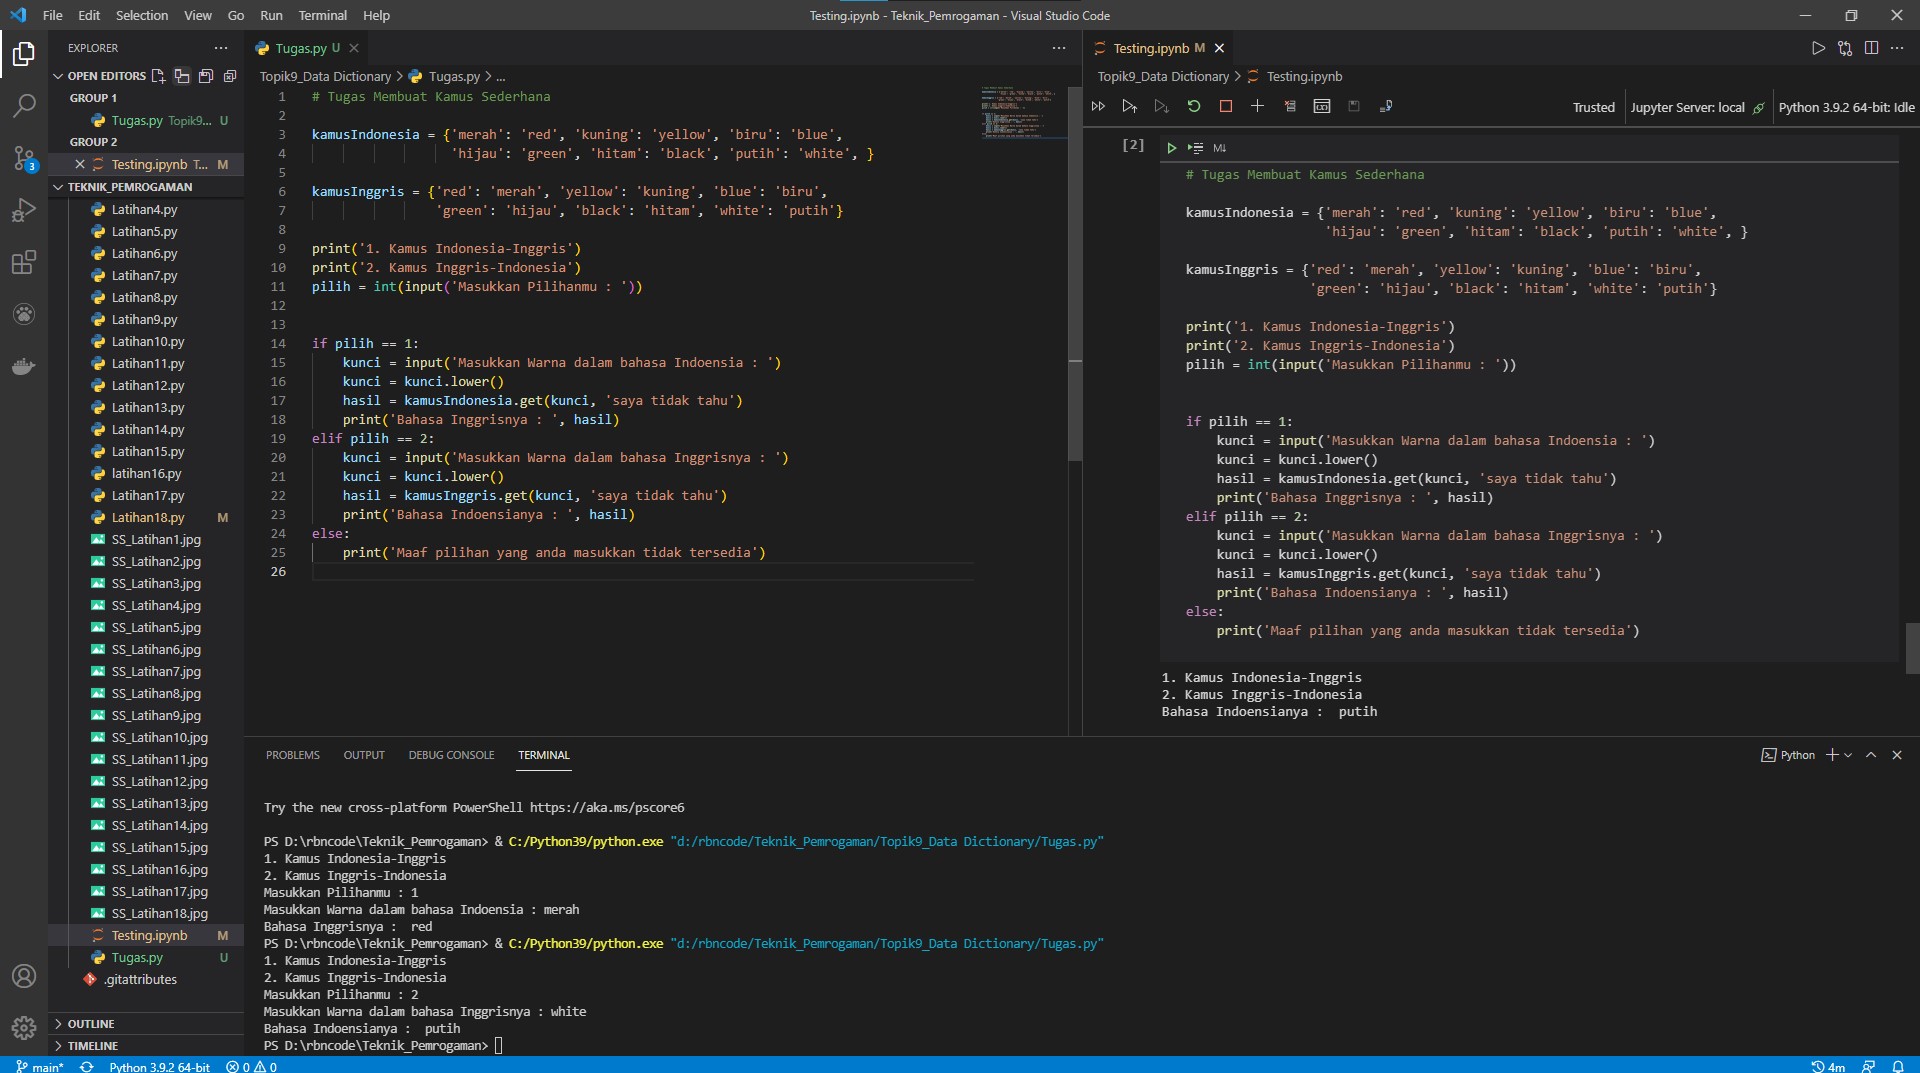 File Edit Selection View Go Run Terminal Help
Testing.ipynb - Teknik_Pemrogaman - Visual Studio Code
EXPLORER
OPEN EDITORS
GROUP 1
Tugas.py Topik9... U
GROUP 2
Testing.ipynb T... M
TEKNIK_PEMROGAMAN
Latihan4.py
Latihan5.py
Latihan6.py
Latihan7.py
Latihan8.py
Latihan9.py
Latihan10.py
Latihan11.py
Latihan12.py
Latihan13.py
Latihan14.py
Latihan15.py
latihan16.py
Latihan17.py
Latihan18.py M
SS_Latihan1.jpg
SS_Latihan2.jpg
SS_Latihan3.jpg
SS_Latihan4.jpg
SS_Latihan5.jpg
SS_Latihan6.jpg
SS_Latihan7.jpg
SS_Latihan8.jpg
SS_Latihan9.jpg
SS_Latihan10.jpg
SS_Latihan11.jpg
SS_Latihan12.jpg
SS_Latihan13.jpg
SS_Latihan14.jpg
SS_Latihan15.jpg
SS_Latihan16.jpg
SS_Latihan17.jpg
SS_Latihan18.jpg
Testing.ipynb M
Tugas.py U
.gitattributes
OUTLINE
TIMELINE
3
Tugas.py U
Topik9_Data Dictionary > Tugas.py > ...
1 # Tugas Membuat Kamus Sederhana
2
3 kamusIndonesia = {'merah': 'red', 'kuning': 'yellow', 'biru': 'blue',
4 'hijau': 'green', 'hitam': 'black', 'putih': 'white', }
5
6 kamusInggris = {'red': 'merah', 'yellow': 'kuning', 'blue': 'biru',
7 'green': 'hijau', 'black': 'hitam', 'white': 'putih'}
8
9 print('1. Kamus Indonesia-Inggris')
10 print('2. Kamus Inggris-Indonesia')
11 pilih = int(input('Masukkan Pilihanmu : '))
12
13
14 if pilih == 1:
15 kunci = input('Masukkan Warna dalam bahasa Indoensia : ')
16 kunci = kunci.lower()
17 hasil = kamusIndonesia.get(kunci, 'saya tidak tahu')
18 print('Bahasa Inggrisnya : ', hasil)
19 elif pilih == 2:
20 kunci = input('Masukkan Warna dalam bahasa Inggrisnya : ')
21 kunci = kunci.lower()
22 hasil = kamusInggris.get(kunci, 'saya tidak tahu')
23 print('Bahasa Indoensianya : ', hasil)
24 else:
25 print('Maaf pilihan yang anda masukkan tidak tersedia')
26
Testing.ipynb M
Topik9_Data Dictionary > Testing.ipynb
Trusted Jupyter Server: local Python 3.9.2 64-bit: Idle
[2] M↓
# Tugas Membuat Kamus Sederhana
kamusIndonesia = {'merah': 'red', 'kuning': 'yellow', 'biru': 'blue',
'hijau': 'green', 'hitam': 'black', 'putih': 'white', }
kamusInggris = {'red': 'merah', 'yellow': 'kuning', 'blue': 'biru',
'green': 'hijau', 'black': 'hitam', 'white': 'putih'}
print('1. Kamus Indonesia-Inggris')
print('2. Kamus Inggris-Indonesia')
pilih = int(input('Masukkan Pilihanmu : '))
if pilih == 1:
kunci = input('Masukkan Warna dalam bahasa Indoensia : ')
kunci = kunci.lower()
hasil = kamusIndonesia.get(kunci, 'saya tidak tahu')
print('Bahasa Inggrisnya : ', hasil)
elif pilih == 2:
kunci = input('Masukkan Warna dalam bahasa Inggrisnya : ')
kunci = kunci.lower()
hasil = kamusInggris.get(kunci, 'saya tidak tahu')
print('Bahasa Indoensianya : ', hasil)
else:
print('Maaf pilihan yang anda masukkan tidak tersedia')
1. Kamus Indonesia-Inggris
2. Kamus Inggris-Indonesia
Bahasa Indoensianya :  putih
PROBLEMS OUTPUT DEBUG CONSOLE TERMINAL
Python
Try the new cross-platform PowerShell https://aka.ms/pscore6
PS D:\rbncode\Teknik_Pemrogaman> & C:/Python39/python.exe "d:/rbncode/Teknik_Pemrogaman/Topik9_Data Dictionary/Tugas.py"
1. Kamus Indonesia-Inggris
2. Kamus Inggris-Indonesia
Masukkan Pilihanmu : 1
Masukkan Warna dalam bahasa Indoensia : merah
Bahasa Inggrisnya :  red
PS D:\rbncode\Teknik_Pemrogaman> & C:/Python39/python.exe "d:/rbncode/Teknik_Pemrogaman/Topik9_Data Dictionary/Tugas.py"
1. Kamus Indonesia-Inggris
2. Kamus Inggris-Indonesia
Masukkan Pilihanmu : 2
Masukkan Warna dalam bahasa Inggrisnya : white
Bahasa Indoensianya :  putih
PS D:\rbncode\Teknik_Pemrogaman>
main* Python 3.9.2 64-bit 0 0 4m